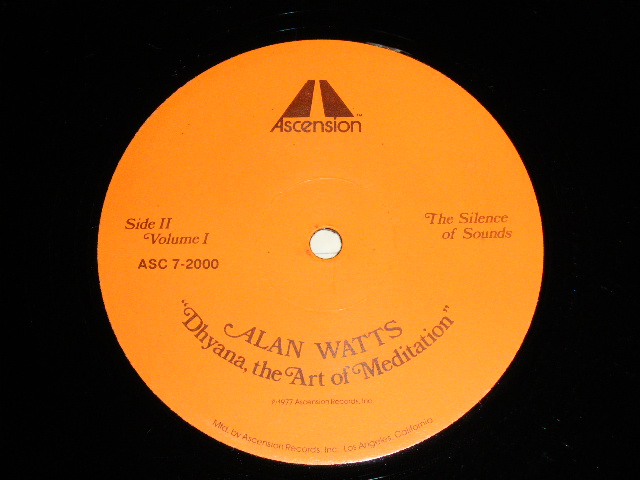 Ascension™
Side II
Volume I
ASC 7-2000
The Silence
of Sounds
ALAN WATTS
"Dhyana, the Art of Meditation"
℗1977 Ascension Records, Inc.
Mfd. by Ascension Records, Inc., Los Angeles, California